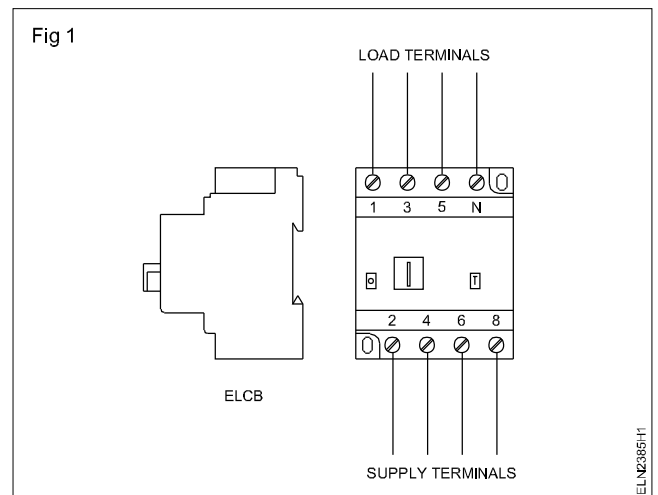 Fig 1
LOAD TERMINALS
1 3 5 N
O T
2 4 6 8
ELCB
SUPPLY TERMINALS
ELN2385H1